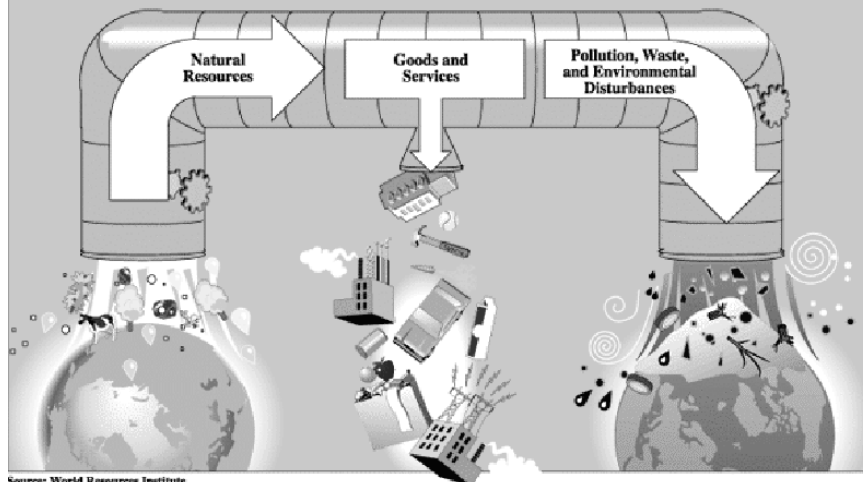 Natural
Resources
Goods and
Services
Pollution, Waste,
and Environmental
Disturbances
Source: World Resources Institute